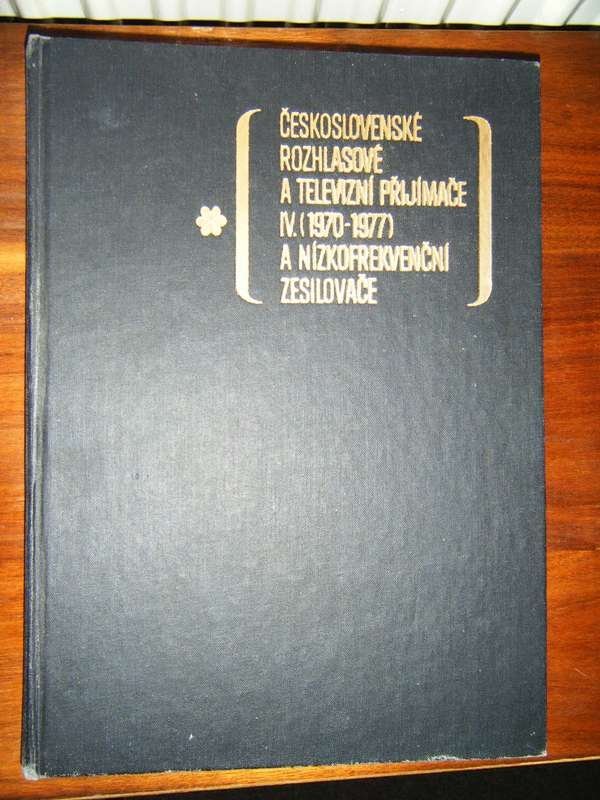 ČESKOSLOVENSKÉ
ROZHLASOVÉ
A TELEVIZNÍ PŘIJÍMAČE
IV. (1970-1977)
A NÍZKOFREKVENČNÍ
ZESILOVAČE